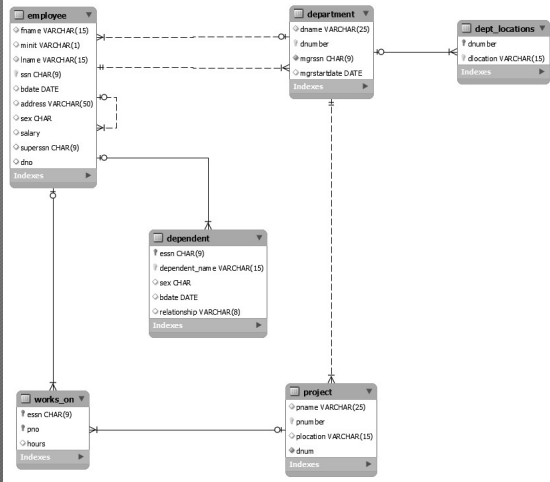 employee
fname VARCHAR(15)
minit VARCHAR(1)
lname VARCHAR(15)
ssn CHAR(9)
bdate DATE
address VARCHAR(50)
sex CHAR
salary
superssn CHAR(9)
dno
Indexes
department
dname VARCHAR(25)
dnumber
mgrssn CHAR(9)
mgrstartdate DATE
Indexes
dept_locations
dnumber
dlocation VARCHAR(15)
Indexes
dependent
essn CHAR(9)
dependent_name VARCHAR(15)
sex CHAR
bdate DATE
relationship VARCHAR(8)
Indexes
works_on
essn CHAR(9)
pno
hours
Indexes
project
pname VARCHAR(25)
pnumber
plocation VARCHAR(15)
dnum
Indexes